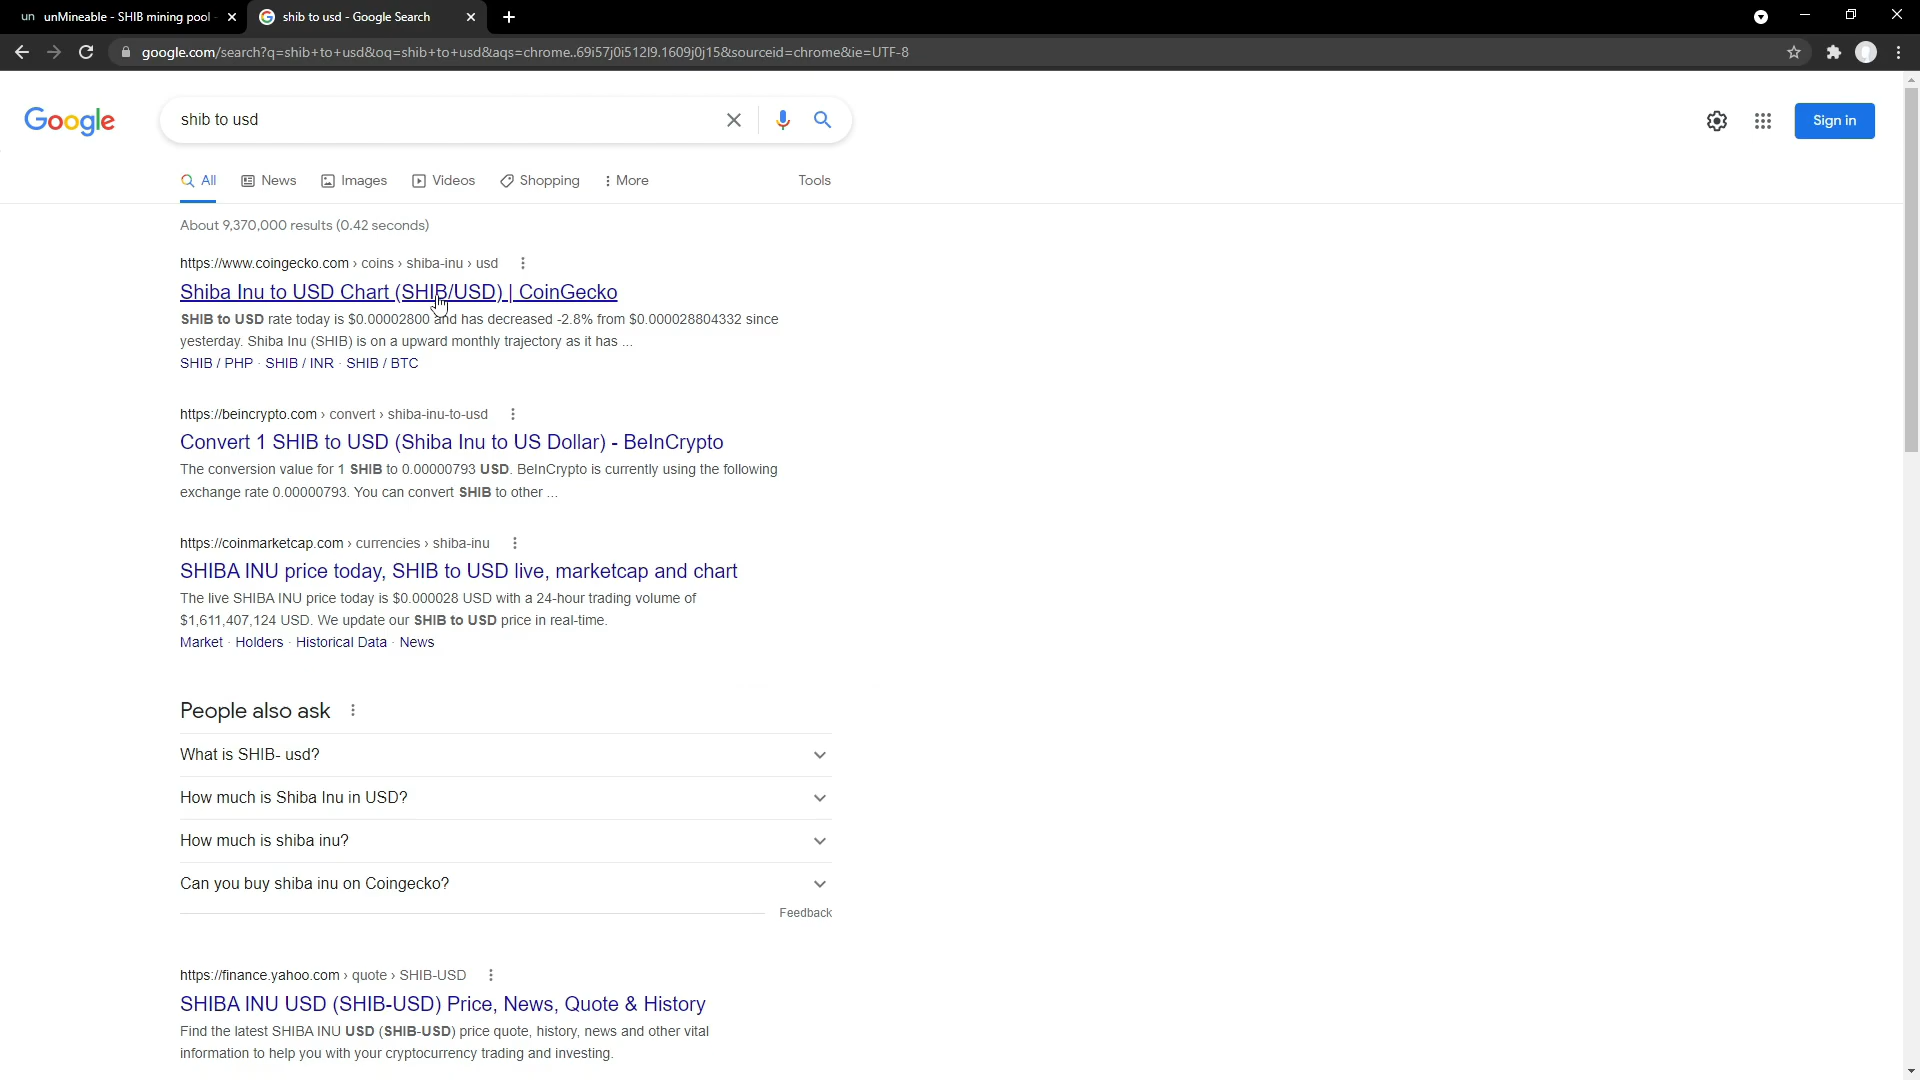 un unMineable - SHIB mining pool
shib to usd - Google Search
google.com/search?q=shib+to+usd&oq=shib+to+usd&aqs=chrome..69i57j0i512l9.1609j0j15&sourceid=chrome&ie=UTF-8
Google
shib to usd
Sign in
All News Images Videos Shopping More Tools
About 9,370,000 results (0.42 seconds)
https://www.coingecko.com › coins › shiba-inu › usd
Shiba Inu to USD Chart (SHIB/USD) | CoinGecko
SHIB to USD rate today is $0.00002800 and has decreased -2.8% from $0.000028804332 since
yesterday. Shiba Inu (SHIB) is on a upward monthly trajectory as it has ...
SHIB / PHP · SHIB / INR · SHIB / BTC
https://beincrypto.com › convert › shiba-inu-to-usd
Convert 1 SHIB to USD (Shiba Inu to US Dollar) - BeInCrypto
The conversion value for 1 SHIB to 0.00000793 USD. BeInCrypto is currently using the following
exchange rate 0.00000793. You can convert SHIB to other ...
https://coinmarketcap.com › currencies › shiba-inu
SHIBA INU price today, SHIB to USD live, marketcap and chart
The live SHIBA INU price today is $0.000028 USD with a 24-hour trading volume of
$1,611,407,124 USD. We update our SHIB to USD price in real-time.
Market · Holders · Historical Data · News
People also ask
What is SHIB- usd?
How much is Shiba Inu in USD?
How much is shiba inu?
Can you buy shiba inu on Coingecko?
Feedback
https://finance.yahoo.com › quote › SHIB-USD
SHIBA INU USD (SHIB-USD) Price, News, Quote & History
Find the latest SHIBA INU USD (SHIB-USD) price quote, history, news and other vital
information to help you with your cryptocurrency trading and investing.